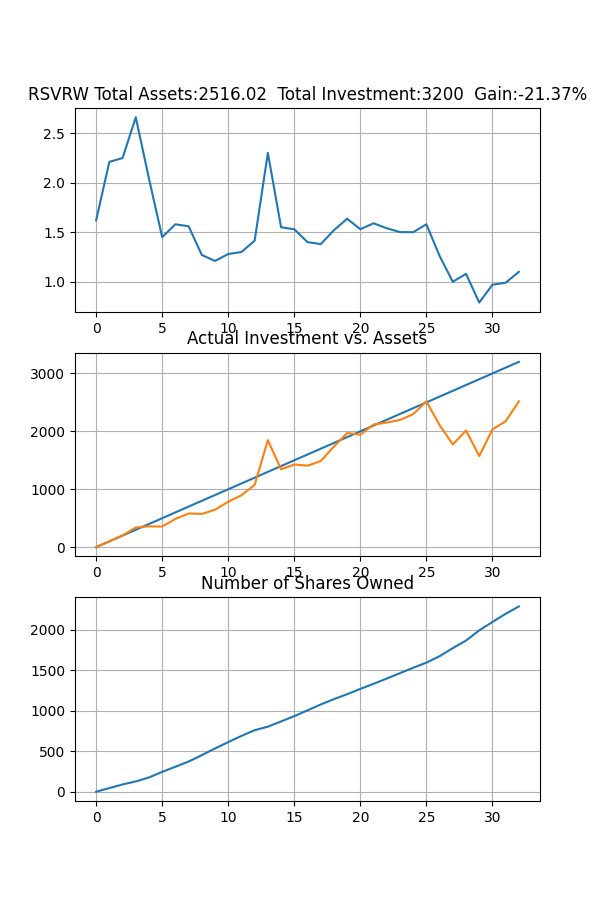 RSVRW Total Assets:2516.02  Total Investment:3200  Gain:-21.37%
2.5
2.0
1.5
1.0
0 5 10 15 20 25 30
Actual Investment vs. Assets
3000
2000
1000
0
0 5 10 15 20 25 30
Number of Shares Owned
2000
1500
1000
500
0
0 5 10 15 20 25 30